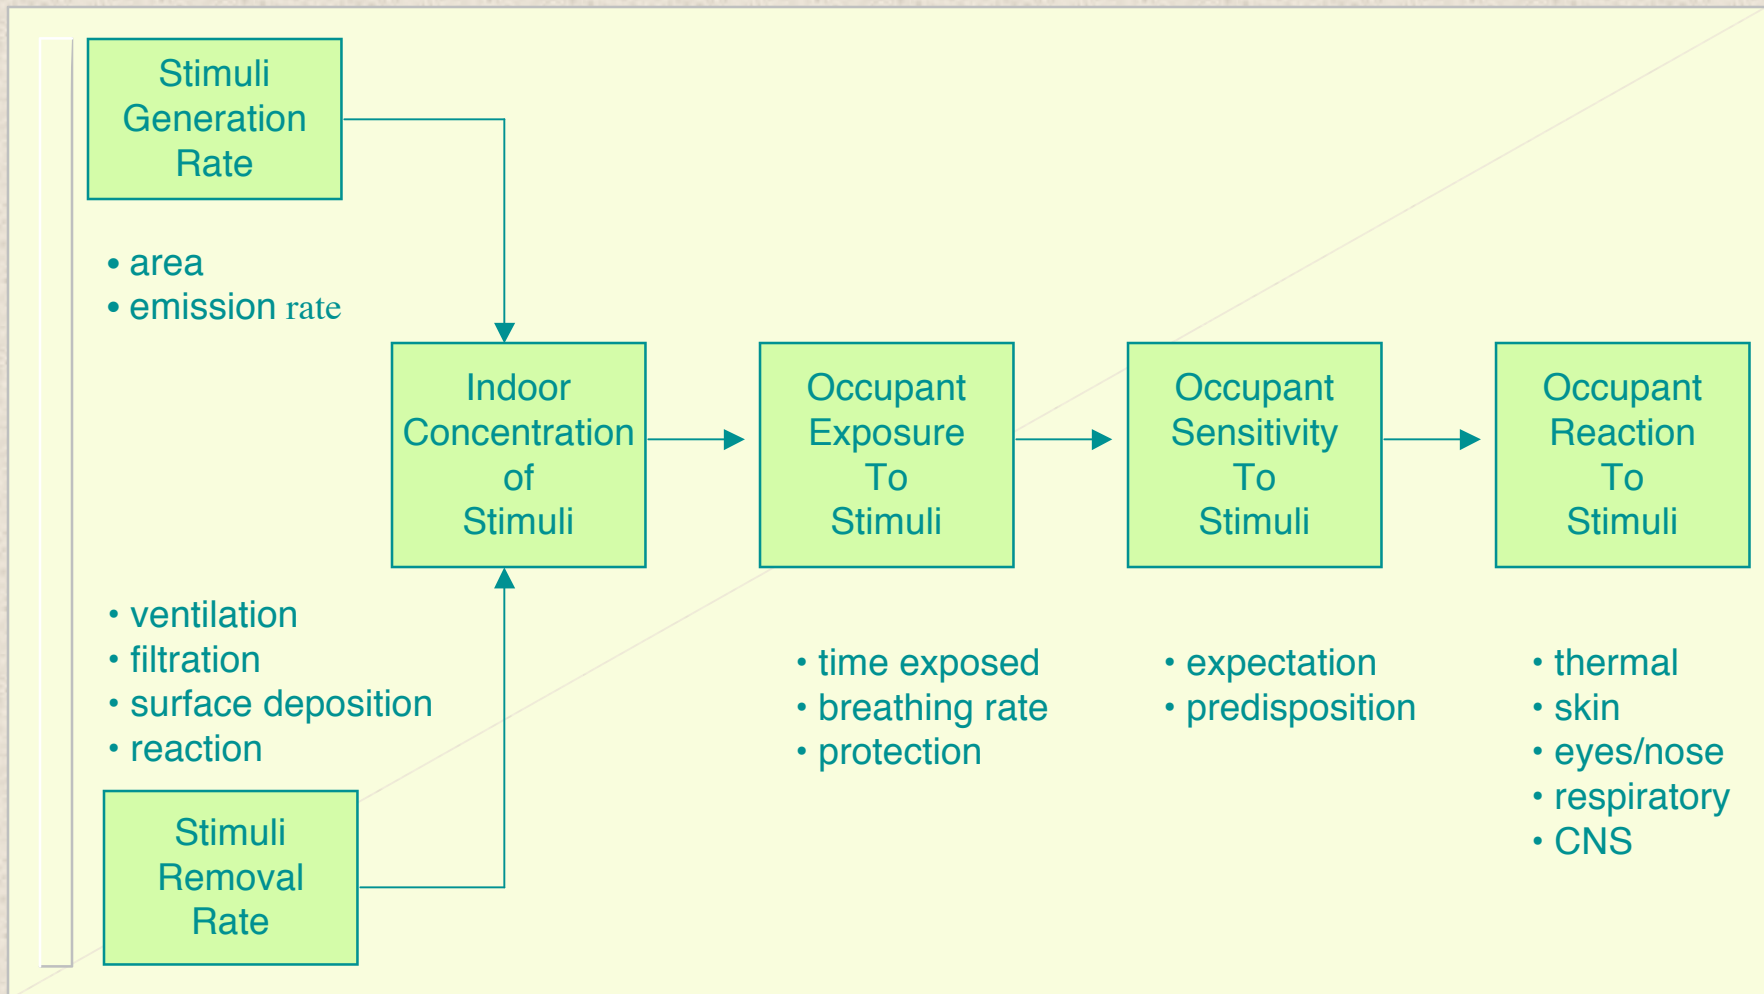 Stimuli
Generation
Rate
• area
• emission rate
Indoor
Concentration
of
Stimuli
Occupant
Exposure
To
Stimuli
Occupant
Sensitivity
To
Stimuli
Occupant
Reaction
To
Stimuli
• ventilation
• filtration
• surface deposition
• reaction
Stimuli
Removal
Rate
• time exposed
• breathing rate
• protection
• expectation
• predisposition
• thermal
• skin
• eyes/nose
• respiratory
• CNS